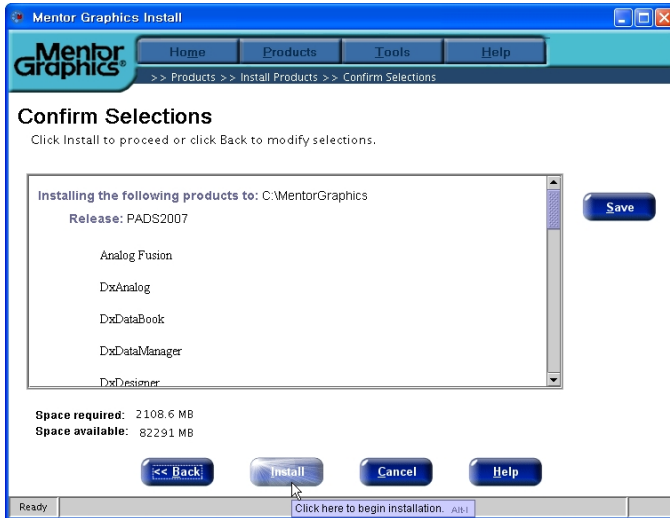 Mentor Graphics Install
Mentor Graphics®
Home Products Tools Help
>> Products >> Install Products >> Confirm Selections
Confirm Selections
Click Install to proceed or click Back to modify selections.
Installing the following products to: C:\MentorGraphics
Release: PADS2007
Analog Fusion
DxAnalog
DxDataBook
DxDataManager
DxDesigner
Save
Space required: 2108.6 MB
Space available: 82291 MB
<< Back Install Cancel Help
Ready
Click here to begin installation. Alt-I